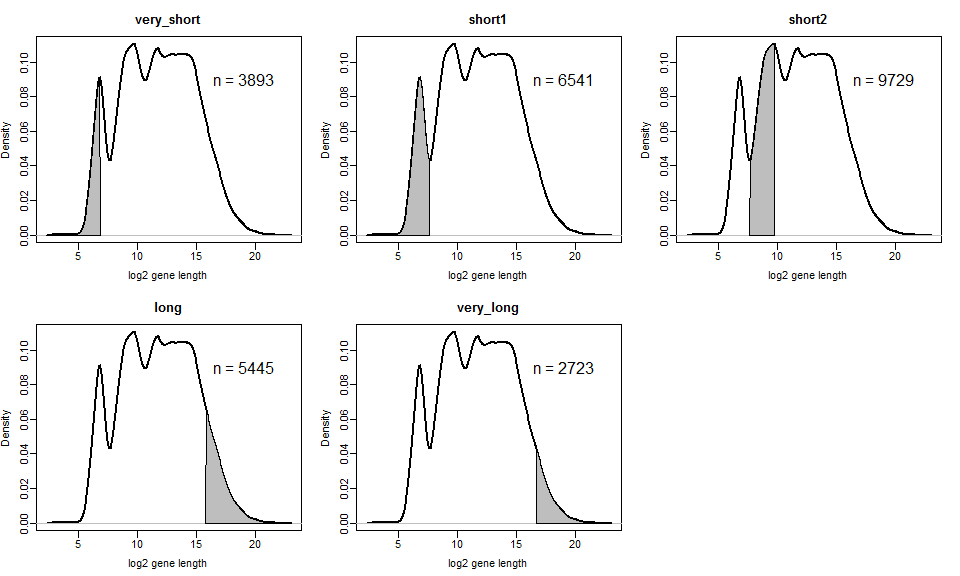 very_short
n = 3893
Density
0.00 0.02 0.04 0.06 0.08 0.10
5 10 15 20
log2 gene length
short1
n = 6541
Density
0.00 0.02 0.04 0.06 0.08 0.10
5 10 15 20
log2 gene length
short2
n = 9729
Density
0.00 0.02 0.04 0.06 0.08 0.10
5 10 15 20
log2 gene length
long
n = 5445
Density
0.00 0.02 0.04 0.06 0.08 0.10
5 10 15 20
log2 gene length
very_long
n = 2723
Density
0.00 0.02 0.04 0.06 0.08 0.10
5 10 15 20
log2 gene length